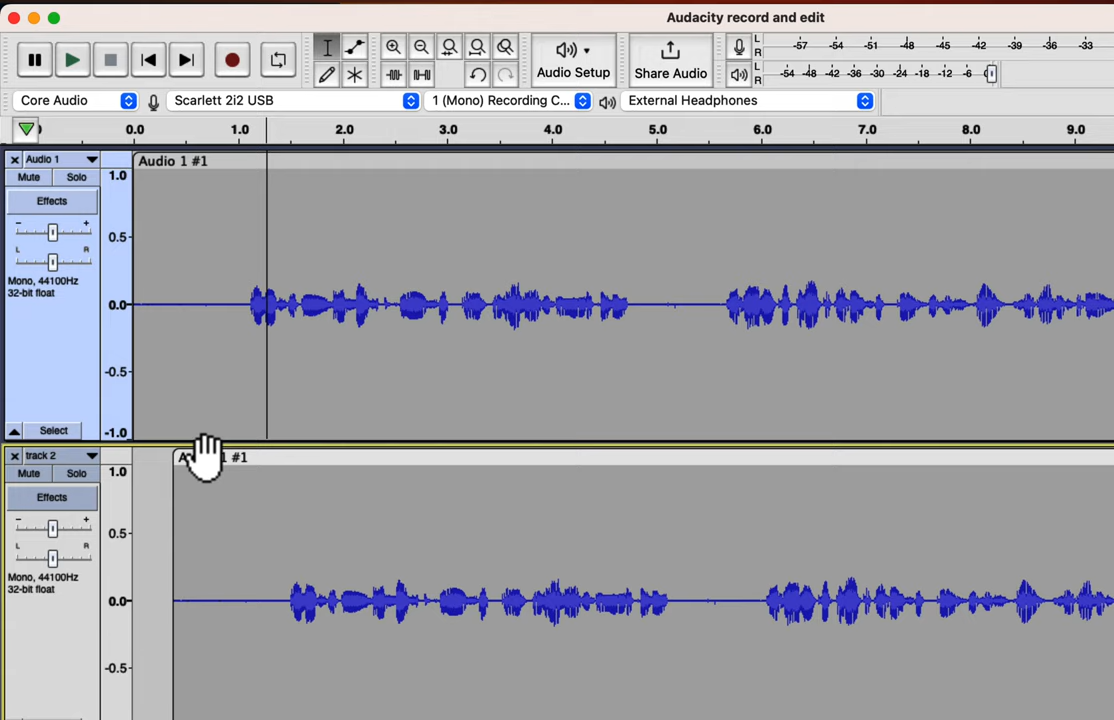 Audacity record and edit
Audio Setup
Share Audio
L
R
-57 -54 -51 -48 -45 -42 -39 -36 -33
L
R
-54 -48 -42 -36 -30 -24 -18 -12 -6 0
Core Audio
Scarlett 2i2 USB
1 (Mono) Recording C...
External Headphones
0.0 1.0 2.0 3.0 4.0 5.0 6.0 7.0 8.0 9.0
Audio 1
Audio 1 #1
Mute Solo
Effects
- +
L R
Mono, 44100Hz
32-bit float
Select
1.0
0.5
0.0
-0.5
-1.0
track 2
#1
Mute Solo
Effects
- +
L R
Mono, 44100Hz
32-bit float
1.0
0.5
0.0
-0.5